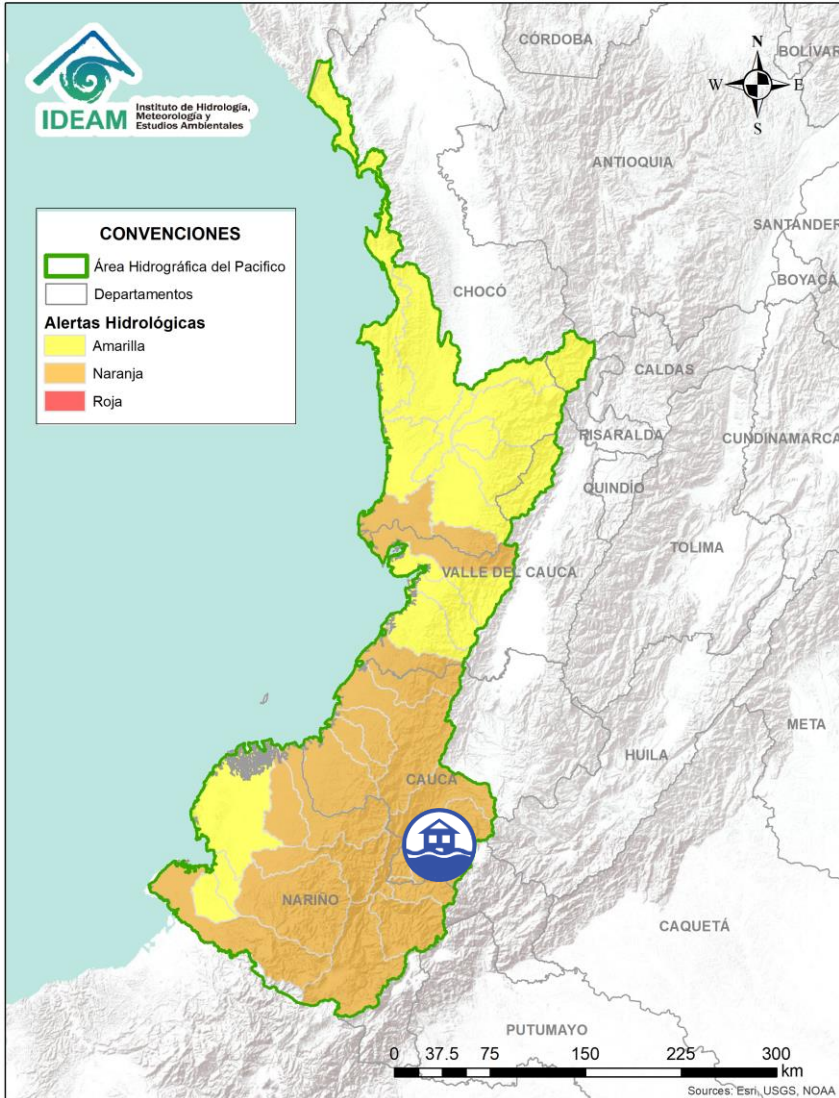 IDEAM
Instituto de Hidrología,
Meteorología y
Estudios Ambientales
CÓRDOBA
BOLÍVAR
N
W
E
S
ANTIOQUIA
SANTANDER
BOYACÁ
CONVENCIONES
Área Hidrográfica del Pacifico
Departamentos
Alertas Hidrológicas
Amarilla
Naranja
Roja
CHOCÓ
CALDAS
RISARALDA
CUNDINAMARCA
QUINDÍO
TOLIMA
VALLE DEL CAUCA
META
HUILA
CAUCA
NARIÑO
CAQUETÁ
PUTUMAYO
0 37.5 75 150 225 300
km
Sources: Esri, USGS, NOAA